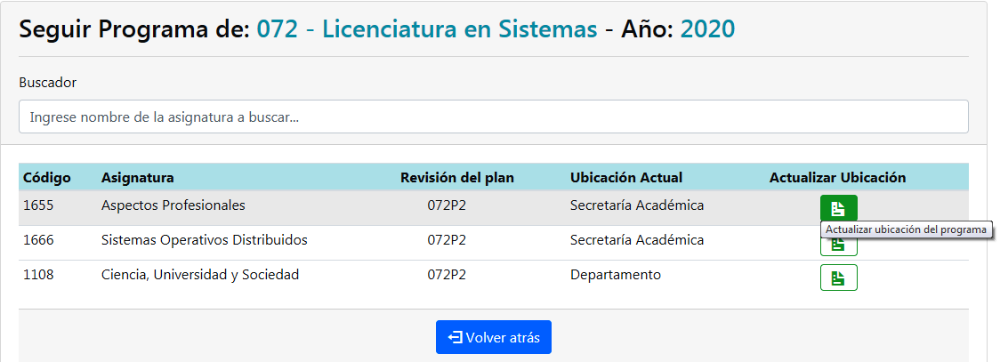 Seguir Programa de: 072 - Licenciatura en Sistemas - Año: 2020
Buscador
Ingrese nombre de la asignatura a buscar...
Código Asignatura Revisión del plan Ubicación Actual Actualizar Ubicación
1655 Aspectos Profesionales 072P2 Secretaría Académica
Actualizar ubicación del programa
1666 Sistemas Operativos Distribuidos 072P2 Secretaría Académica
1108 Ciencia, Universidad y Sociedad 072P2 Departamento
Volver atrás